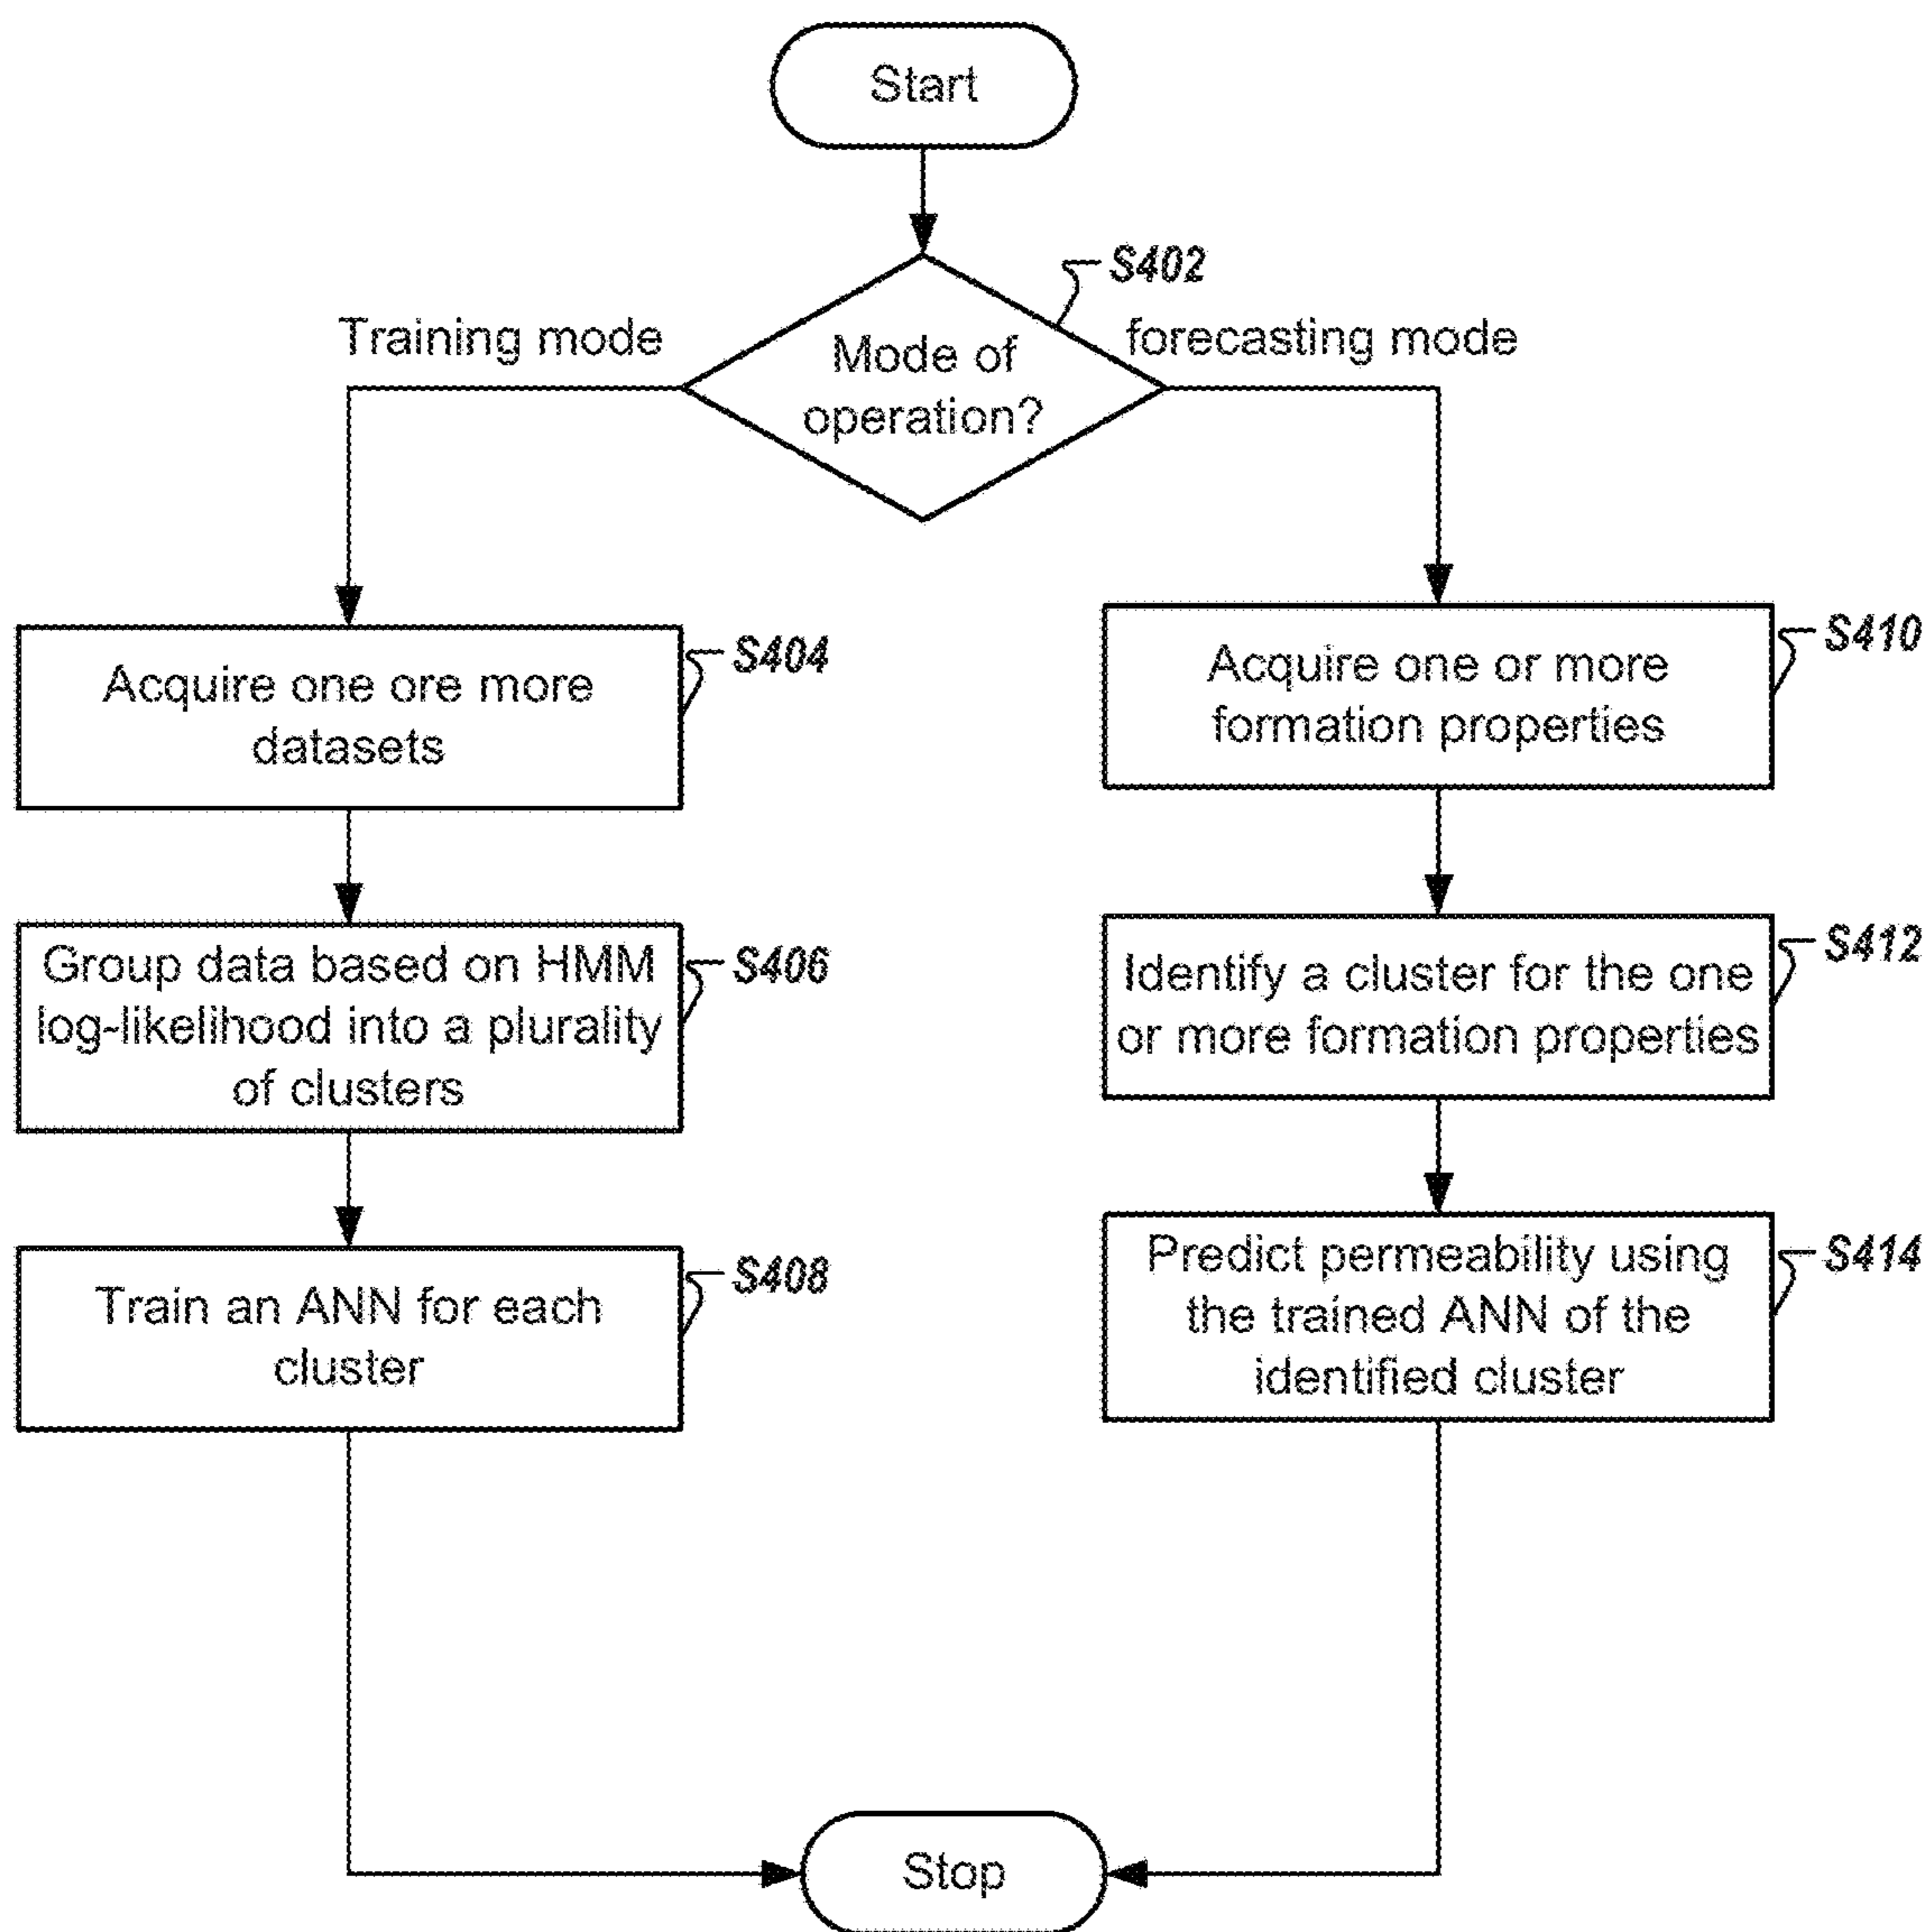 Start
S402
Training mode
forecasting mode
Mode of
operation?
S404
Acquire one ore more
datasets
S406
Group data based on HMM
log-likelihood into a plurality
of clusters
S408
Train an ANN for each
cluster
S410
Acquire one or more
formation properties
S412
Identify a cluster for the one
or more formation properties
S414
Predict permeability using
the trained ANN of the
identified cluster
Stop